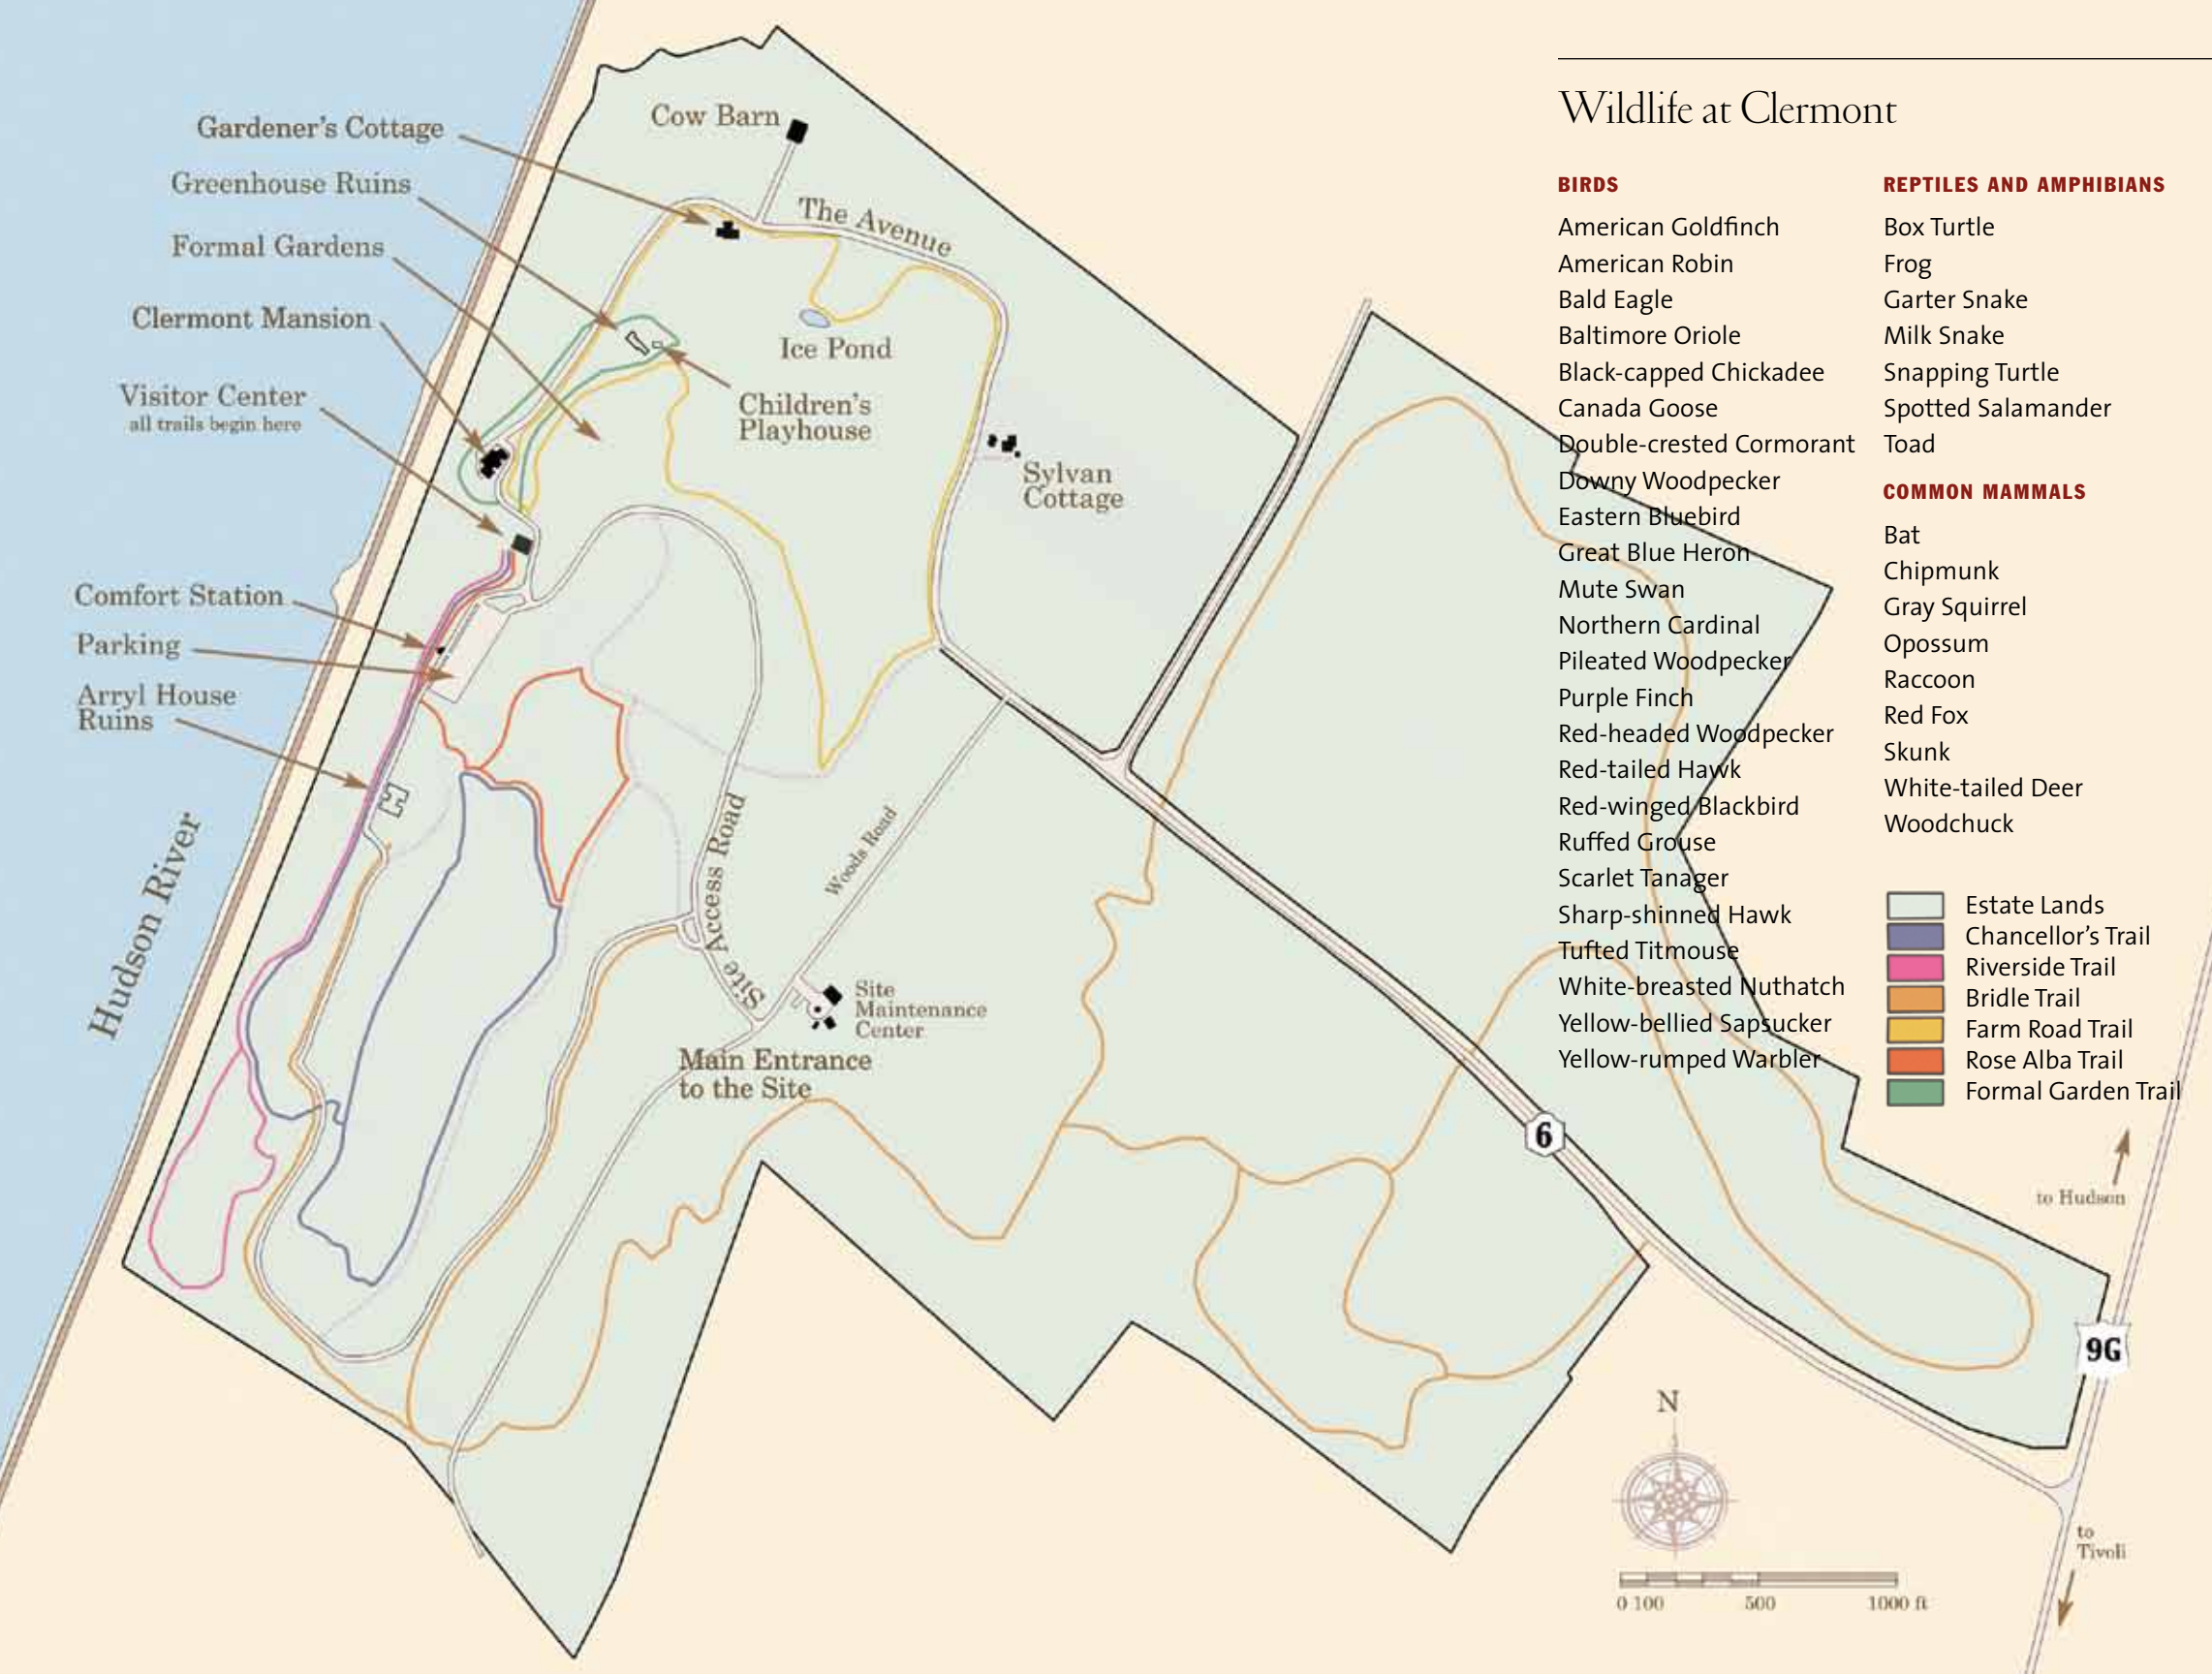 Gardener's Cottage
Greenhouse Ruins
Formal Gardens
Clermont Mansion
Visitor Center
all trails begin here
Comfort Station
Parking
Arryl House
Ruins
Hudson River
Cow Barn
The Avenue
Ice Pond
Children's
Playhouse
Sylvan
Cottage
Site Access Road
Woods Road
Site
Maintenance
Center
Main Entrance
to the Site
6
9G
to Hudson
to
Tivoli
N
0 100 500 1000 ft
Wildlife at Clermont
BIRDS
American Goldfinch
American Robin
Bald Eagle
Baltimore Oriole
Black-capped Chickadee
Canada Goose
Double-crested Cormorant
Downy Woodpecker
Eastern Bluebird
Great Blue Heron
Mute Swan
Northern Cardinal
Pileated Woodpecker
Purple Finch
Red-headed Woodpecker
Red-tailed Hawk
Red-winged Blackbird
Ruffed Grouse
Scarlet Tanager
Sharp-shinned Hawk
Tufted Titmouse
White-breasted Nuthatch
Yellow-bellied Sapsucker
Yellow-rumped Warbler
REPTILES AND AMPHIBIANS
Box Turtle
Frog
Garter Snake
Milk Snake
Snapping Turtle
Spotted Salamander
Toad
COMMON MAMMALS
Bat
Chipmunk
Gray Squirrel
Opossum
Raccoon
Red Fox
Skunk
White-tailed Deer
Woodchuck
Estate Lands
Chancellor's Trail
Riverside Trail
Bridle Trail
Farm Road Trail
Rose Alba Trail
Formal Garden Trail